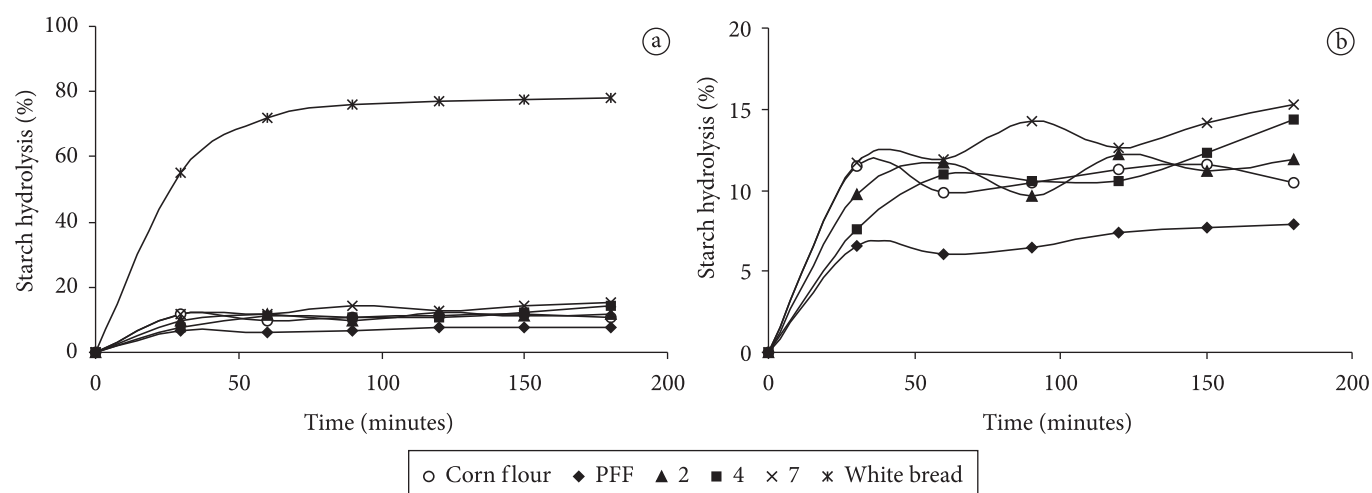 100
80
60
40
20
0
Starch hydrolysis (%)
a
0 50 100 150 200
Time (minutes)
20
15
10
5
0
Starch hydrolysis (%)
b
0 50 100 150 200
Time (minutes)
Corn flour PFF 2 4 7 White bread